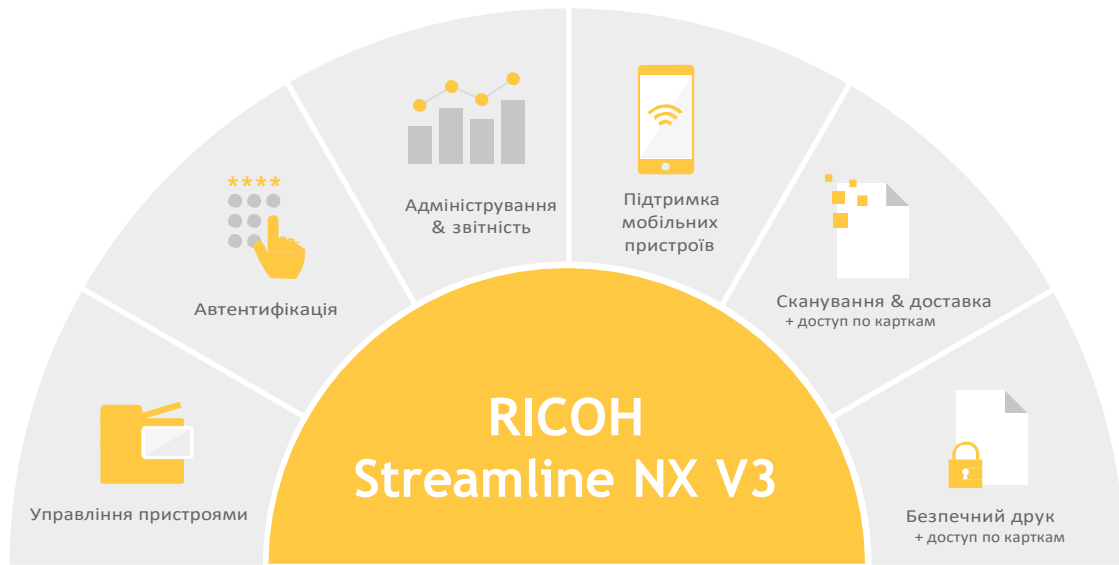 ****
Адміністрування
& звітність
Підтримка
мобільних
пристроїв
Автентифікація
Сканування & доставка
+ доступ по карткам
Управління пристроями
RICOH
Streamline NX V3
Безпечний друк
+ доступ по карткам